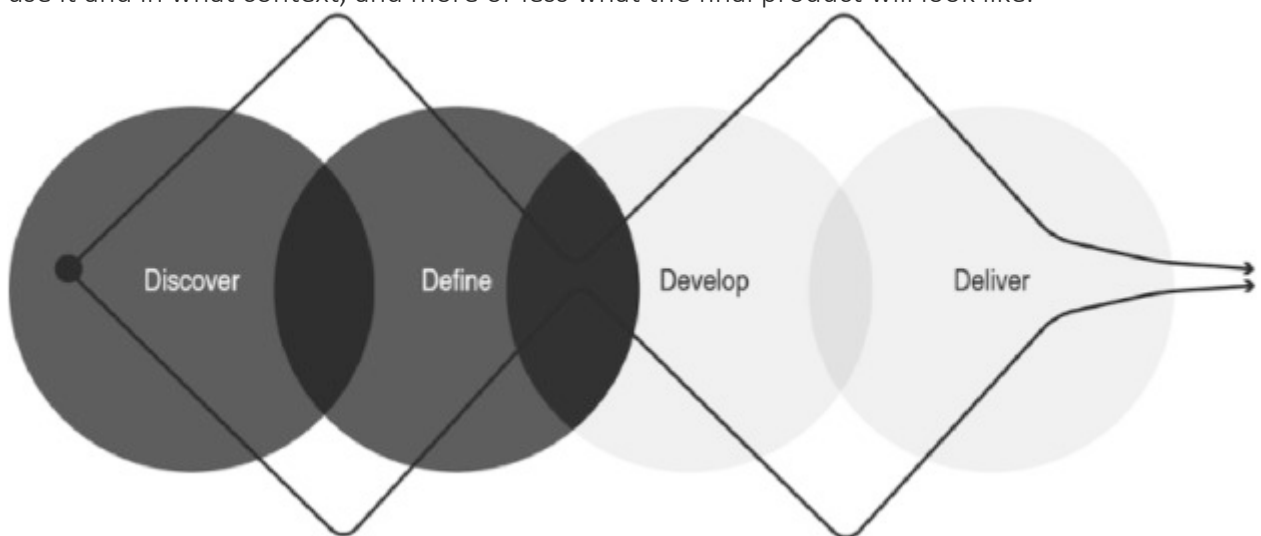 use it and in what context, and more or less what the final product will look like.
Discover
Define
Develop
Deliver